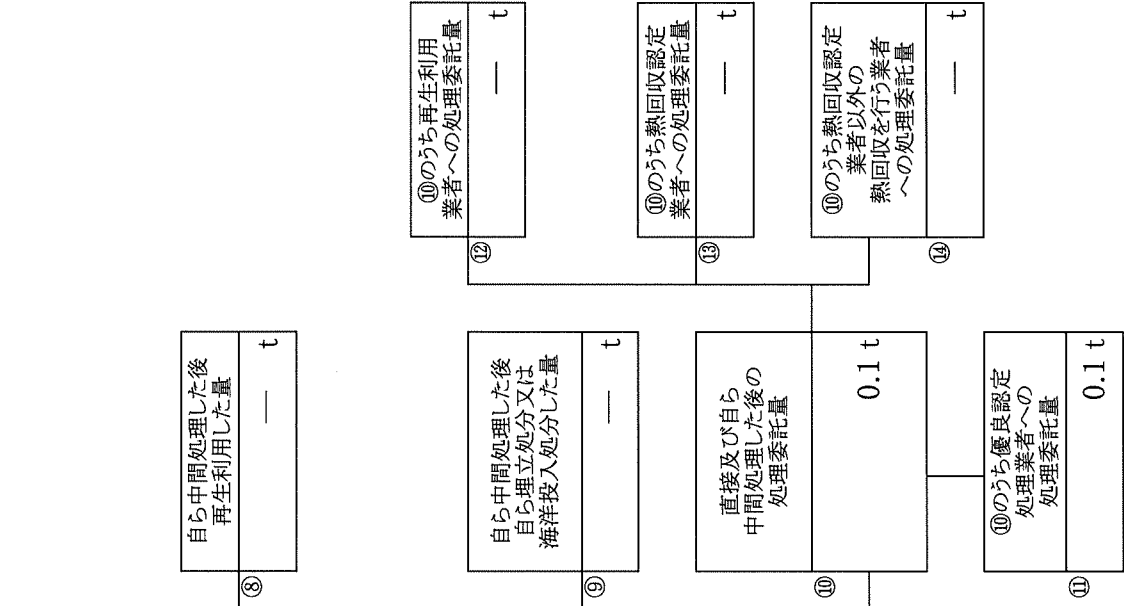 ⑧
自ら中間処理した後
再生利用した量
― t
⑨
自ら中間処理した後
自ら埋立処分又は
海洋投入処分した量
― t
⑩
直接及び自ら
中間処理した後の
処理委託量
0.1 t
⑪
⑩のうち優良認定
処理業者への
処理委託量
0.1 t
⑫
⑩のうち再生利用
業者への処理委託量
― t
⑬
⑩のうち熱回収認定
業者への処理委託量
― t
⑭
⑩のうち熱回収認定
業者以外の
熱回収を行う業者
への処理委託量
― t